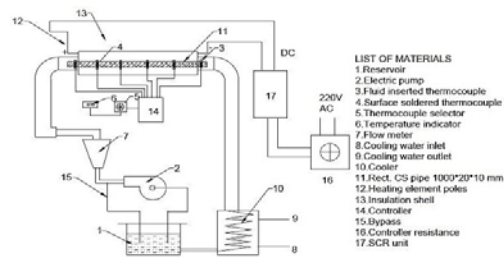 13
12
4
11
3
DC
LIST OF MATERIALS
1.Reservoir
2.Electric pump
3.Fluid inserted thermocouple
4.Surface soldered thermocouple
5.Thermocouple selector
6.Temperature indicator
7.Flow meter
8.Cooling water inlet
9.Cooling water outlet
10.Cooler
11.Rect. CS pipe 1000*20*10 mm
12.Heating element poles
13.Insulation shell
14.Controller
15.Bypass
16.Controller resistance
17.SCR unit
6
5
14
17
220V
AC
7
2
16
15
10
1
9
8